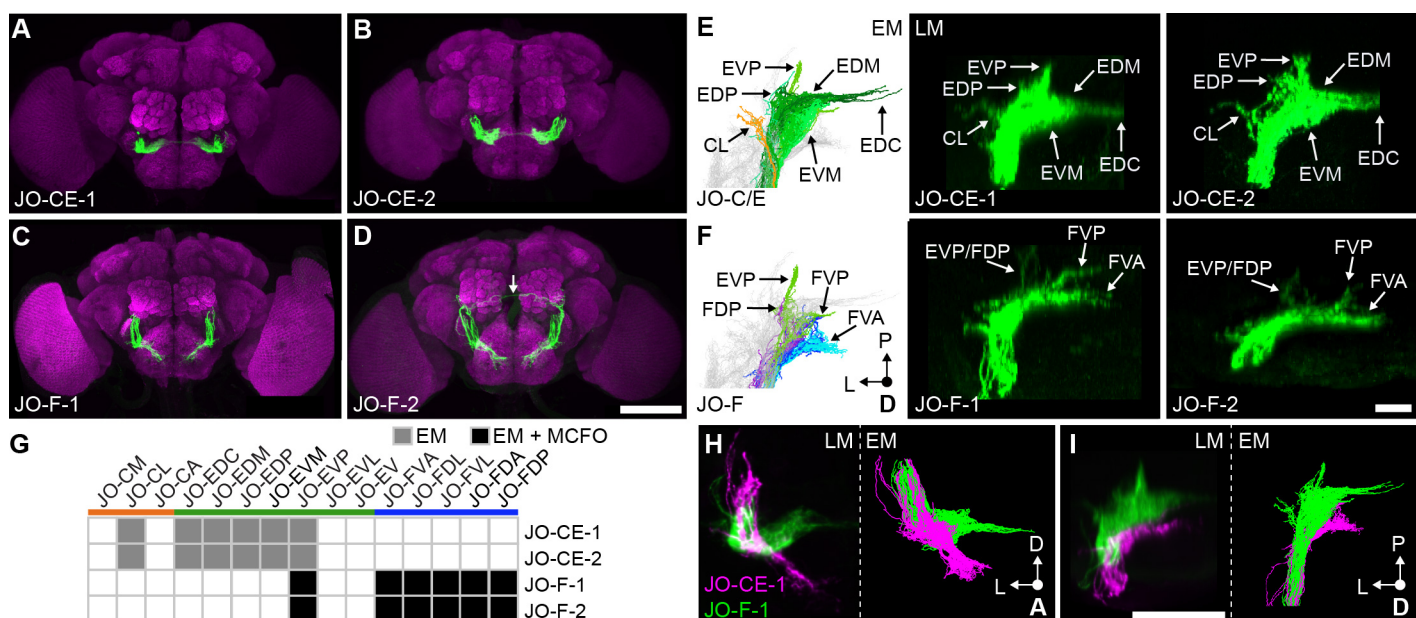 A
JO-CE-1
B
JO-CE-2
C
JO-F-1
D
JO-F-2
E
EM
EVP
EDM
EDP
CL
EDC
EVM
JO-C/E
LM
EVP
EDM
EDP
CL
EVM
EDC
JO-CE-1
EVP
EDM
EDP
CL
EVM
EDC
JO-CE-2
F
EVP
FVP
FDP
FVA
P
L
D
JO-F
EVP/FDP
FVP
FVA
JO-F-1
EVP/FDP
FVP
FVA
JO-F-2
G
EM
EM + MCFO
JO-CM
JO-CL
JO-CA
JO-EDC
JO-EDM
JO-EDP
JO-EVM
JO-EVP
JO-EVL
JO-EV
JO-FVA
JO-FDL
JO-FVL
JO-FDA
JO-FDP
JO-CE-1
JO-CE-2
JO-F-1
JO-F-2
H
LM
EM
JO-CE-1
JO-F-1
D
L
A
I
LM
EM
P
L
D